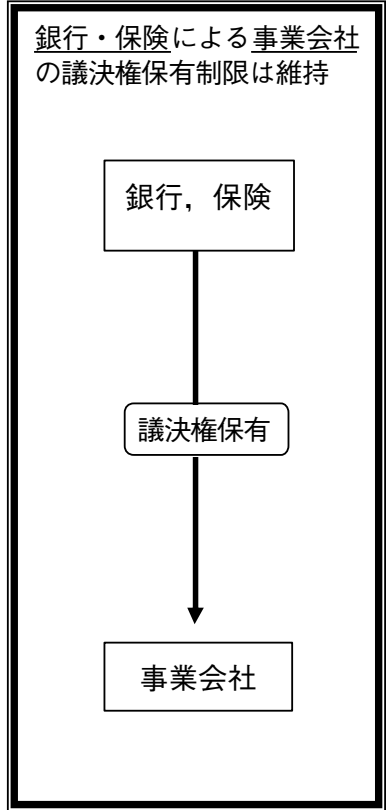 銀行・保険による事業会社
の議決権保有制限は維持
銀行，保険
議決権保有
事業会社